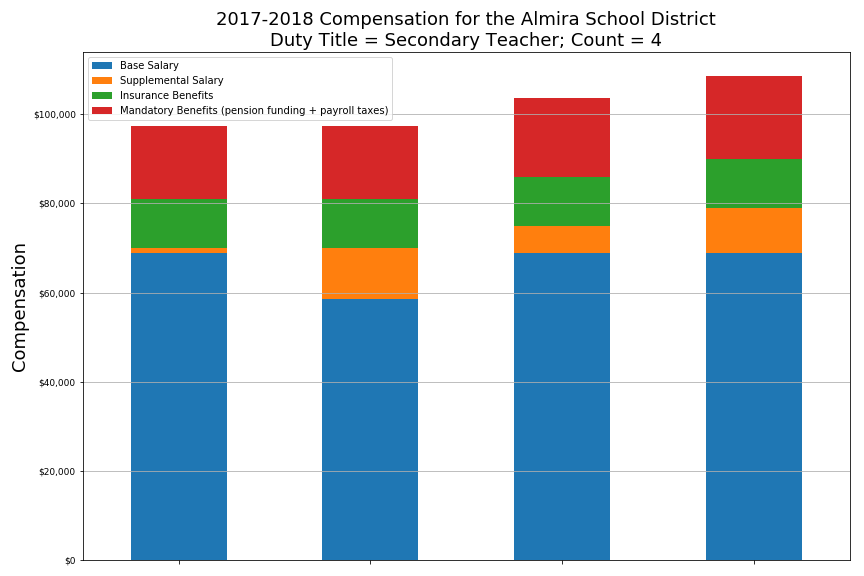 2017-2018 Compensation for the Almira School District
Duty Title = Secondary Teacher; Count = 4
Base Salary
Supplemental Salary
Insurance Benefits
Mandatory Benefits (pension funding + payroll taxes)
$100,000
$80,000
$60,000
$40,000
$20,000
$0
Compensation